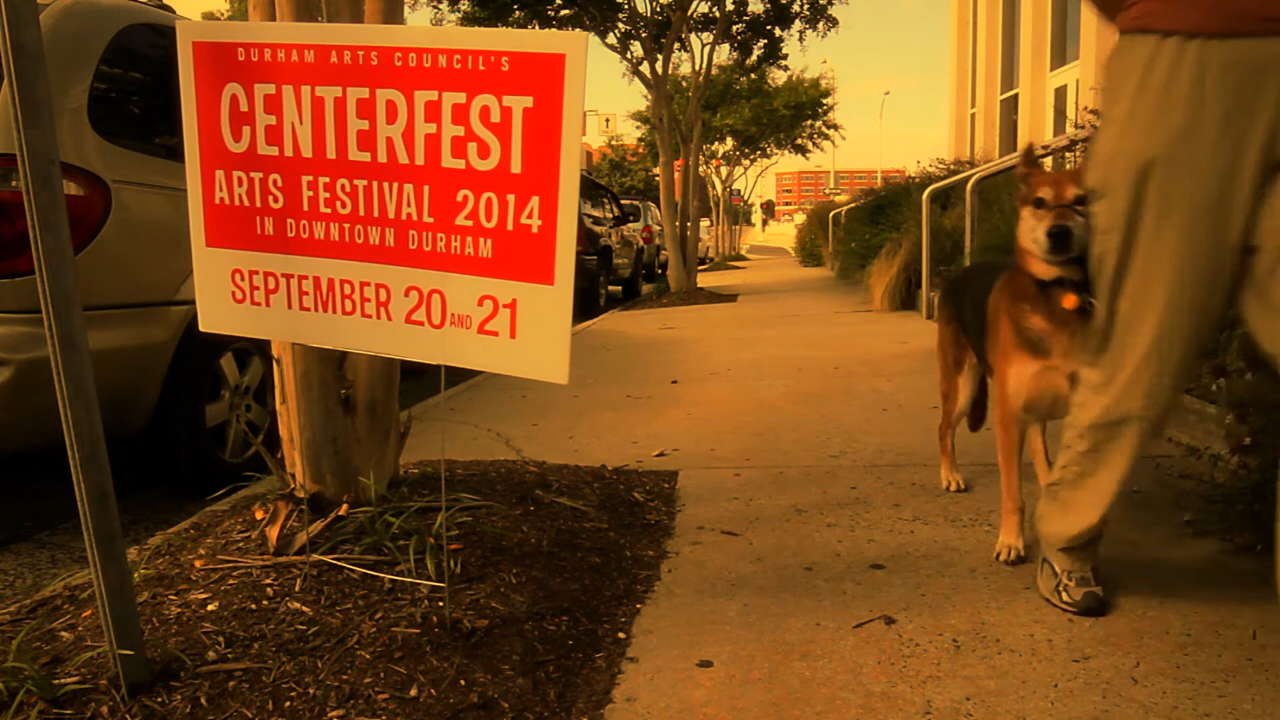 DURHAM ARTS COUNCIL'S
CENTERFEST
ARTS FESTIVAL 2014
IN DOWNTOWN DURHAM
SEPTEMBER 20 AND 21